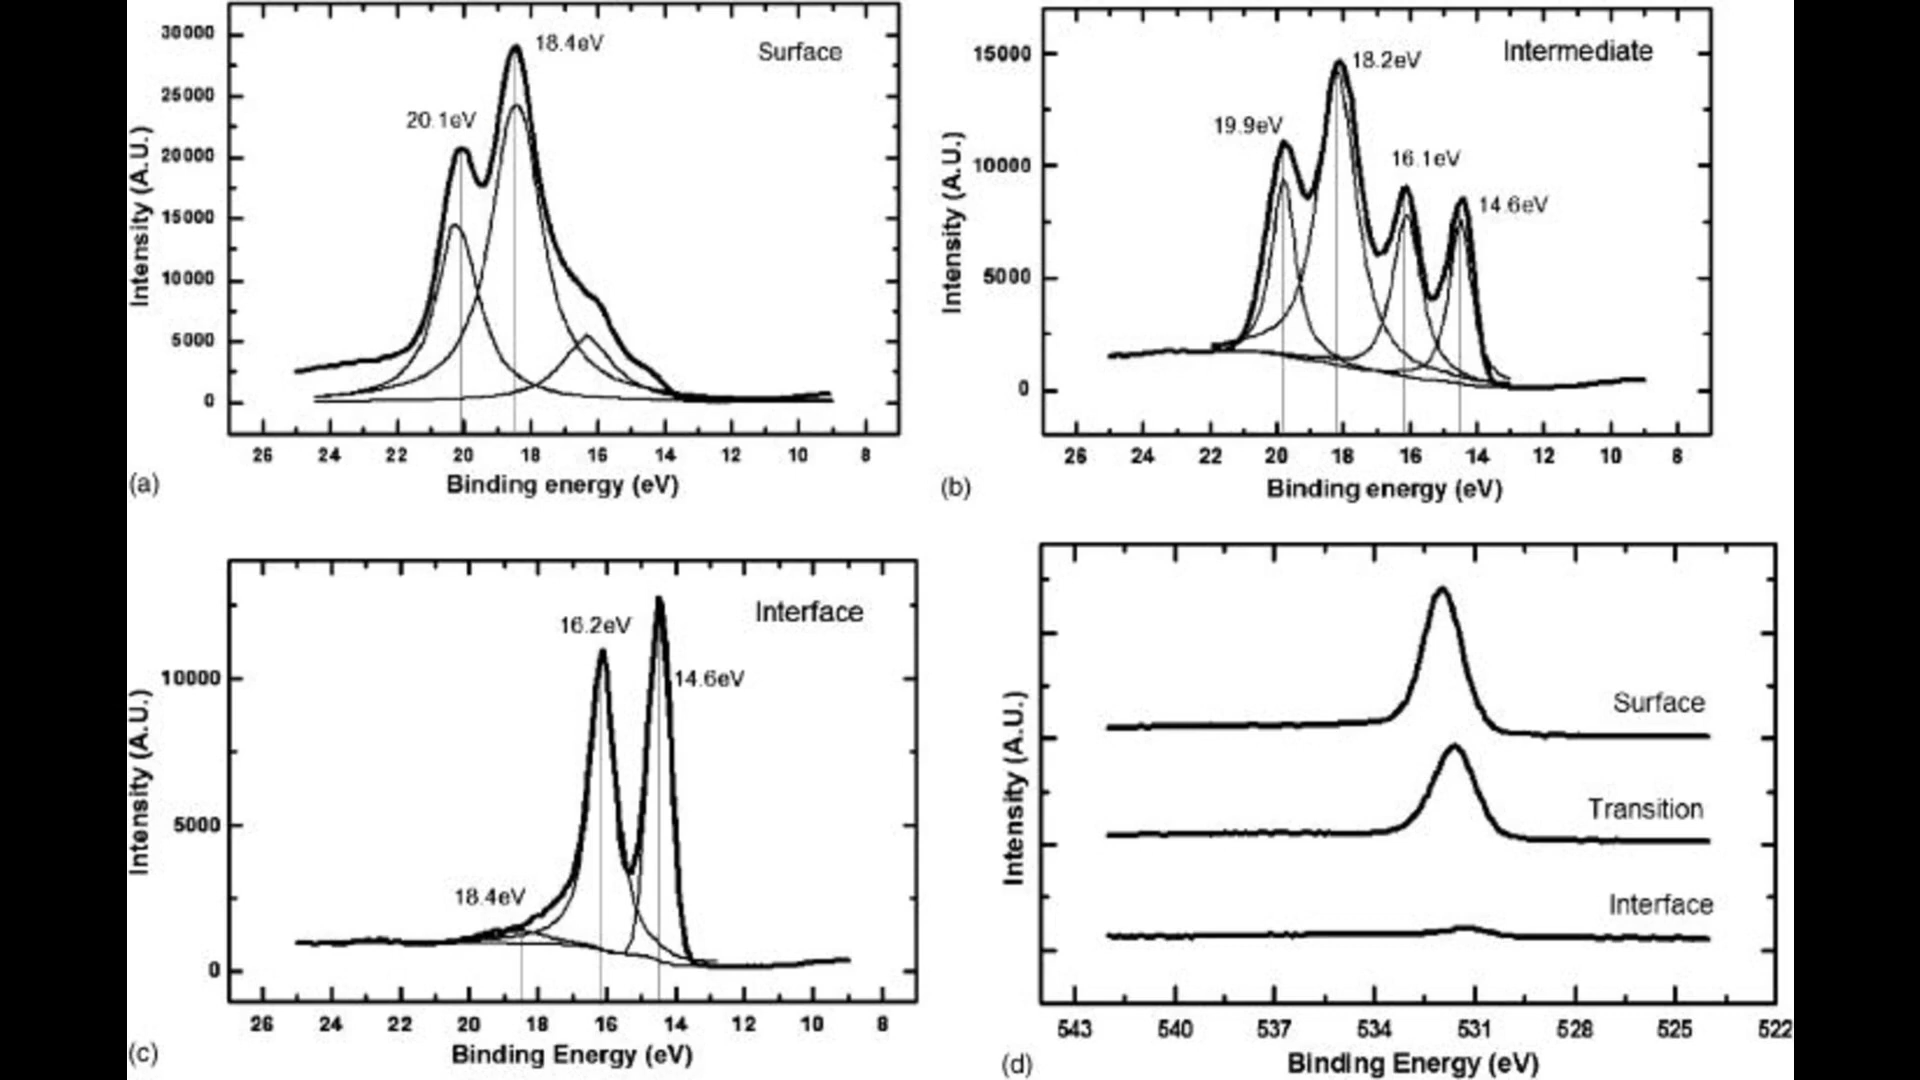 30000
25000
20000
15000
10000
5000
0
Intensity (A.U.)
20.1eV
18.4eV
Surface
26 24 22 20 18 16 14 12 10 8
Binding energy (eV)
(a)
15000
10000
5000
0
Intensity (A.U.)
19.9eV
18.2eV
16.1eV
14.6eV
Intermediate
26 24 22 20 18 16 14 12 10 8
Binding energy (eV)
(b)
10000
5000
0
Intensity (A.U.)
18.4eV
16.2eV
14.6eV
Interface
26 24 22 20 18 16 14 12 10 8
Binding Energy (eV)
(c)
Intensity (A.U.)
Surface
Transition
Interface
543 540 537 534 531 528 525 522
Binding Energy (eV)
(d)